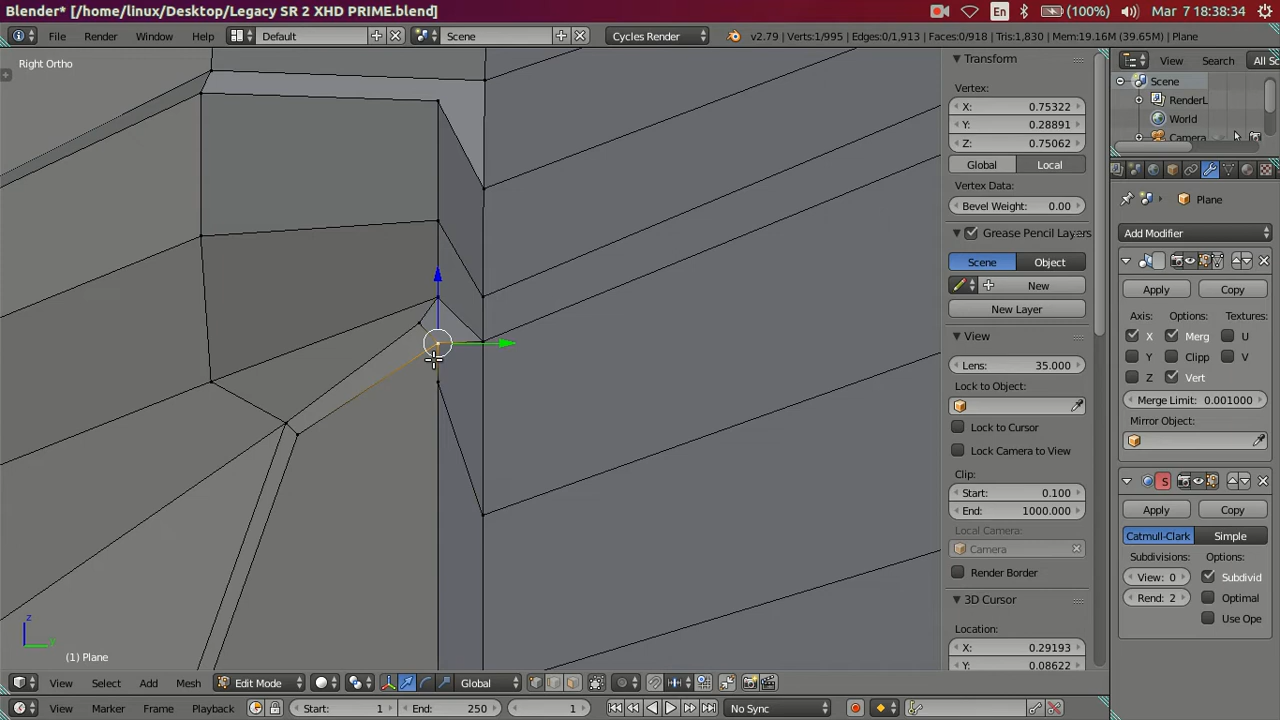 Blender* [/home/linux/Desktop/Legacy SR 2 XHD PRIME.blend]
En (100%) Mar 7 18:38:34
File Render Window Help Default Scene Cycles Render v2.79 | Verts:1/995 | Edges:0/1,913 | Faces:0/918 | Tris:1,830 | Mem:19.16M (39.65M) | Plane
Right Ortho
Transform
Vertex:
X: 0.75322
Y: 0.28891
Z: 0.75062
Global Local
Vertex Data:
Bevel Weight: 0.00
Grease Pencil Layers
Scene Object
New
New Layer
View
Lens: 35.000
Lock to Object:
Lock to Cursor
Lock Camera to View
Clip:
Start: 0.100
End: 1000.000
Local Camera:
Camera
Render Border
3D Cursor
Location:
X: 0.29193
Y: 0.08622
View Search All Sc
Scene
RenderL
World
Camera
Plane
Add Modifier
Apply Copy
Axis: Options: Textures:
X Merg U
Y Clipp V
Z Vert
Merge Limit: 0.001000
Mirror Object:
S
Apply Copy
Catmull-Clark Simple
Subdivisions: Options:
View: 0 Subdivid
Rend: 2 Optimal
Use Ope
z
y
(1) Plane
View Select Add Mesh Edit Mode Global
View Marker Frame Playback Start: 1 End: 250 1 No Sync